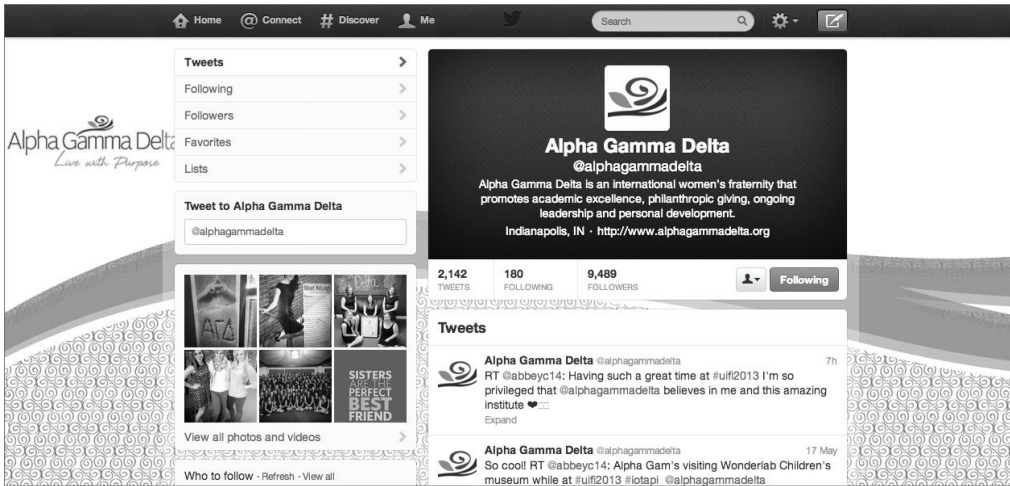 Home @ Connect # Discover Me
Search
Alpha Gamma Delta
Live with Purpose
Tweets
Following
Followers
Favorites
Lists
Tweet to Alpha Gamma Delta
@alphagammadelta
Meet
Delta
ΑΓΔ
SISTERS
ARE THE
PERFECT
BEST
FRIEND
View all photos and videos
Who to follow · Refresh · View all
Alpha Gamma Delta
@alphagammadelta
Alpha Gamma Delta is an international women's fraternity that
promotes academic excellence, philanthropic giving, ongoing
leadership and personal development.
Indianapolis, IN · http://www.alphagammadelta.org
2,142 180 9,489
TWEETS FOLLOWING FOLLOWERS
Following
Tweets
Alpha Gamma Delta @alphagammadelta 7h
RT @abbeyc14: Having such a great time at #uifi2013 I'm so
privileged that @alphagammadelta believes in me and this amazing
institute ❤□□
Expand
Alpha Gamma Delta @alphagammadelta 17 May
So cool! RT @abbeyc14: Alpha Gam's visiting Wonderlab Children's
museum while at #uifi2013 #iotapi @alphagammadelta